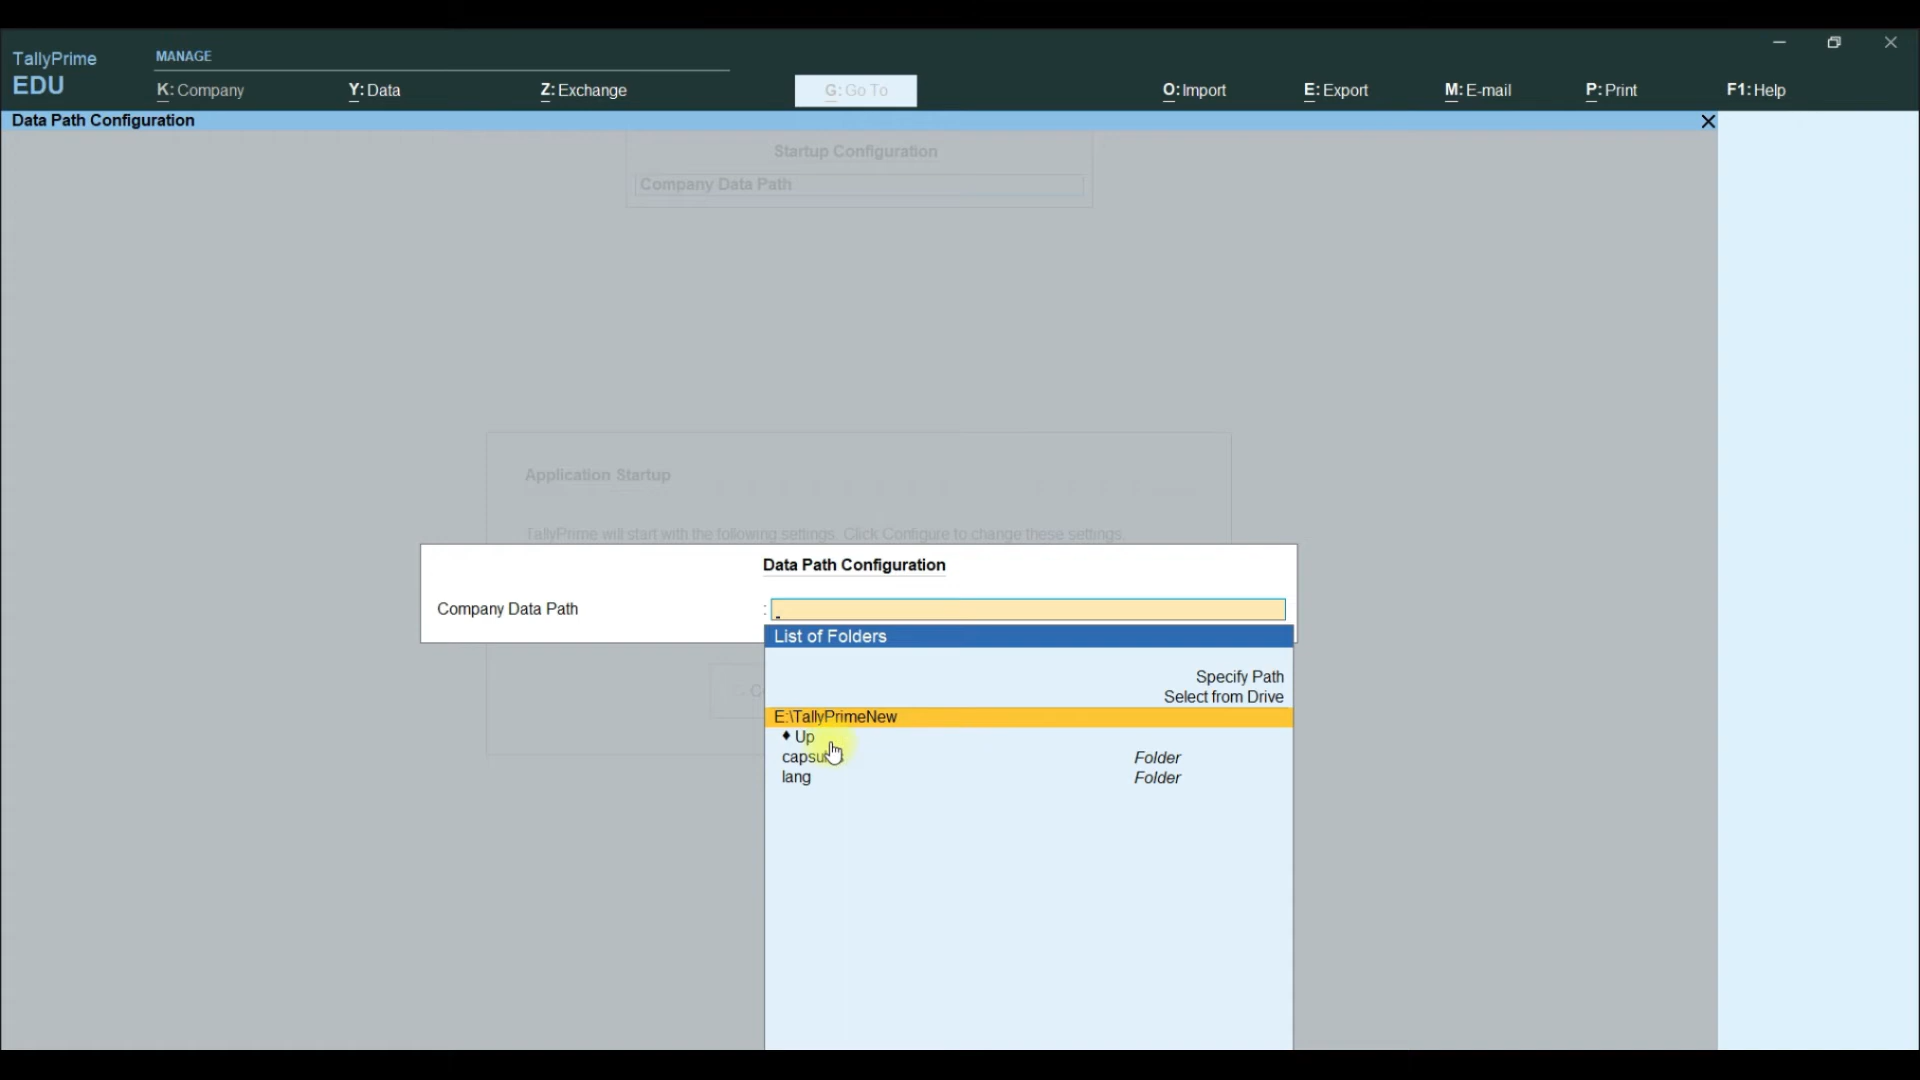 TallyPrime
EDU
MANAGE
K: Company
Y: Data
Z: Exchange
G: Go To
O: Import
E: Export
M: E-mail
P: Print
F1: Help
Data Path Configuration
Startup Configuration
Company Data Path
Application Startup
TallyPrime will start with the following settings. Click Configure to change these settings.
Data Path Configuration
Company Data Path :
List of Folders
Specify Path
Select from Drive
E:\TallyPrimeNew
♦ Up
Folder
lang Folder